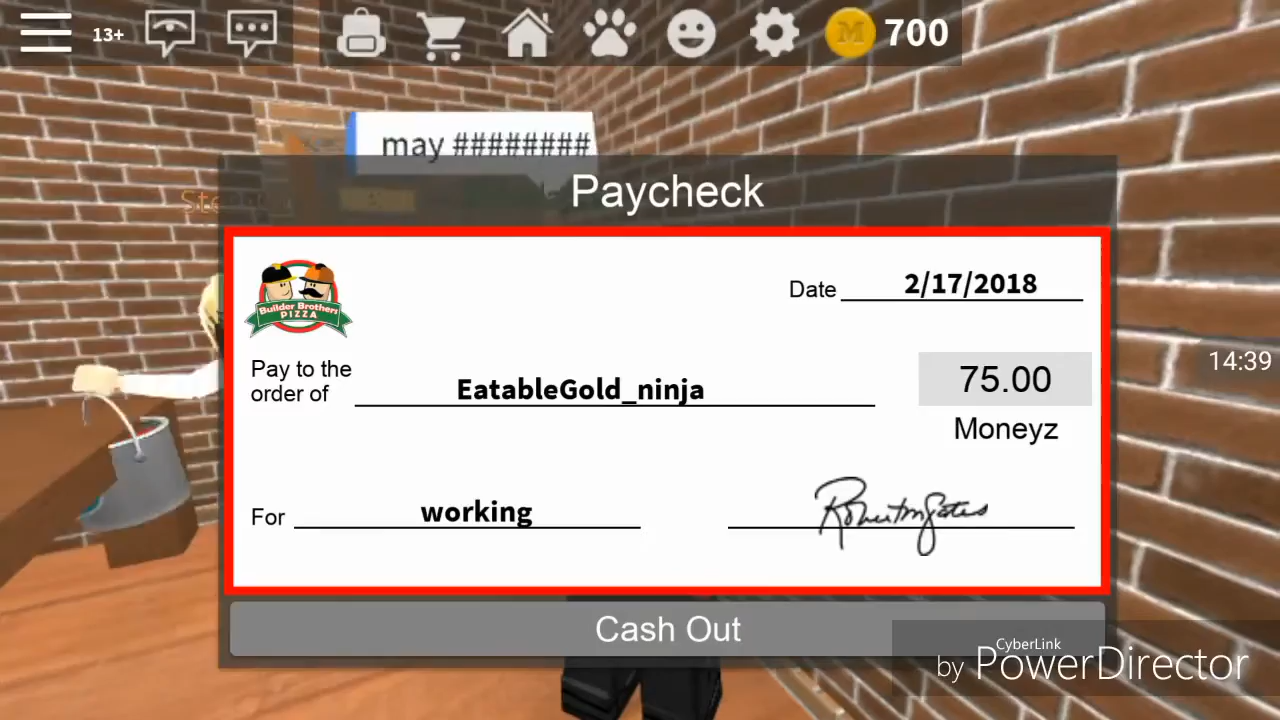 13+
M 700
may ########
Ste
Paycheck
Builder Brothers
PIZZA
Date 2/17/2018
Pay to the
order of EatableGold_ninja
75.00
Moneyz
14:39
For working
Cash Out
CyberLink
by PowerDirector